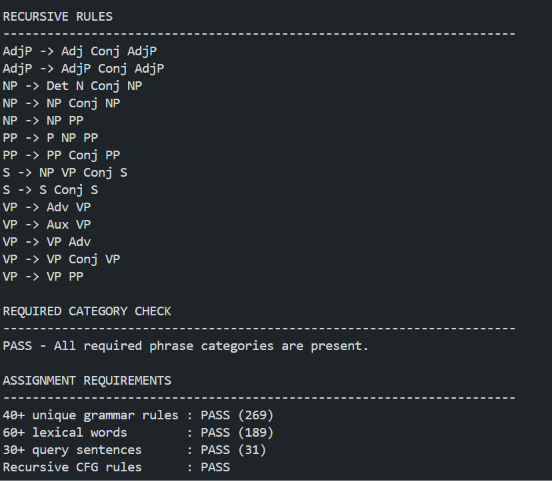 RECURSIVE RULES
----------------------------------------------------------------------
AdjP -> Adj Conj AdjP
AdjP -> AdjP Conj AdjP
NP -> Det N Conj NP
NP -> NP Conj NP
NP -> NP PP
PP -> P NP PP
PP -> PP Conj PP
S -> NP VP Conj S
S -> S Conj S
VP -> Adv VP
VP -> Aux VP
VP -> VP Adv
VP -> VP Conj VP
VP -> VP PP
REQUIRED CATEGORY CHECK
----------------------------------------------------------------------
PASS - All required phrase categories are present.
ASSIGNMENT REQUIREMENTS
----------------------------------------------------------------------
40+ unique grammar rules : PASS (269)
60+ lexical words        : PASS (189)
30+ query sentences      : PASS (31)
Recursive CFG rules      : PASS